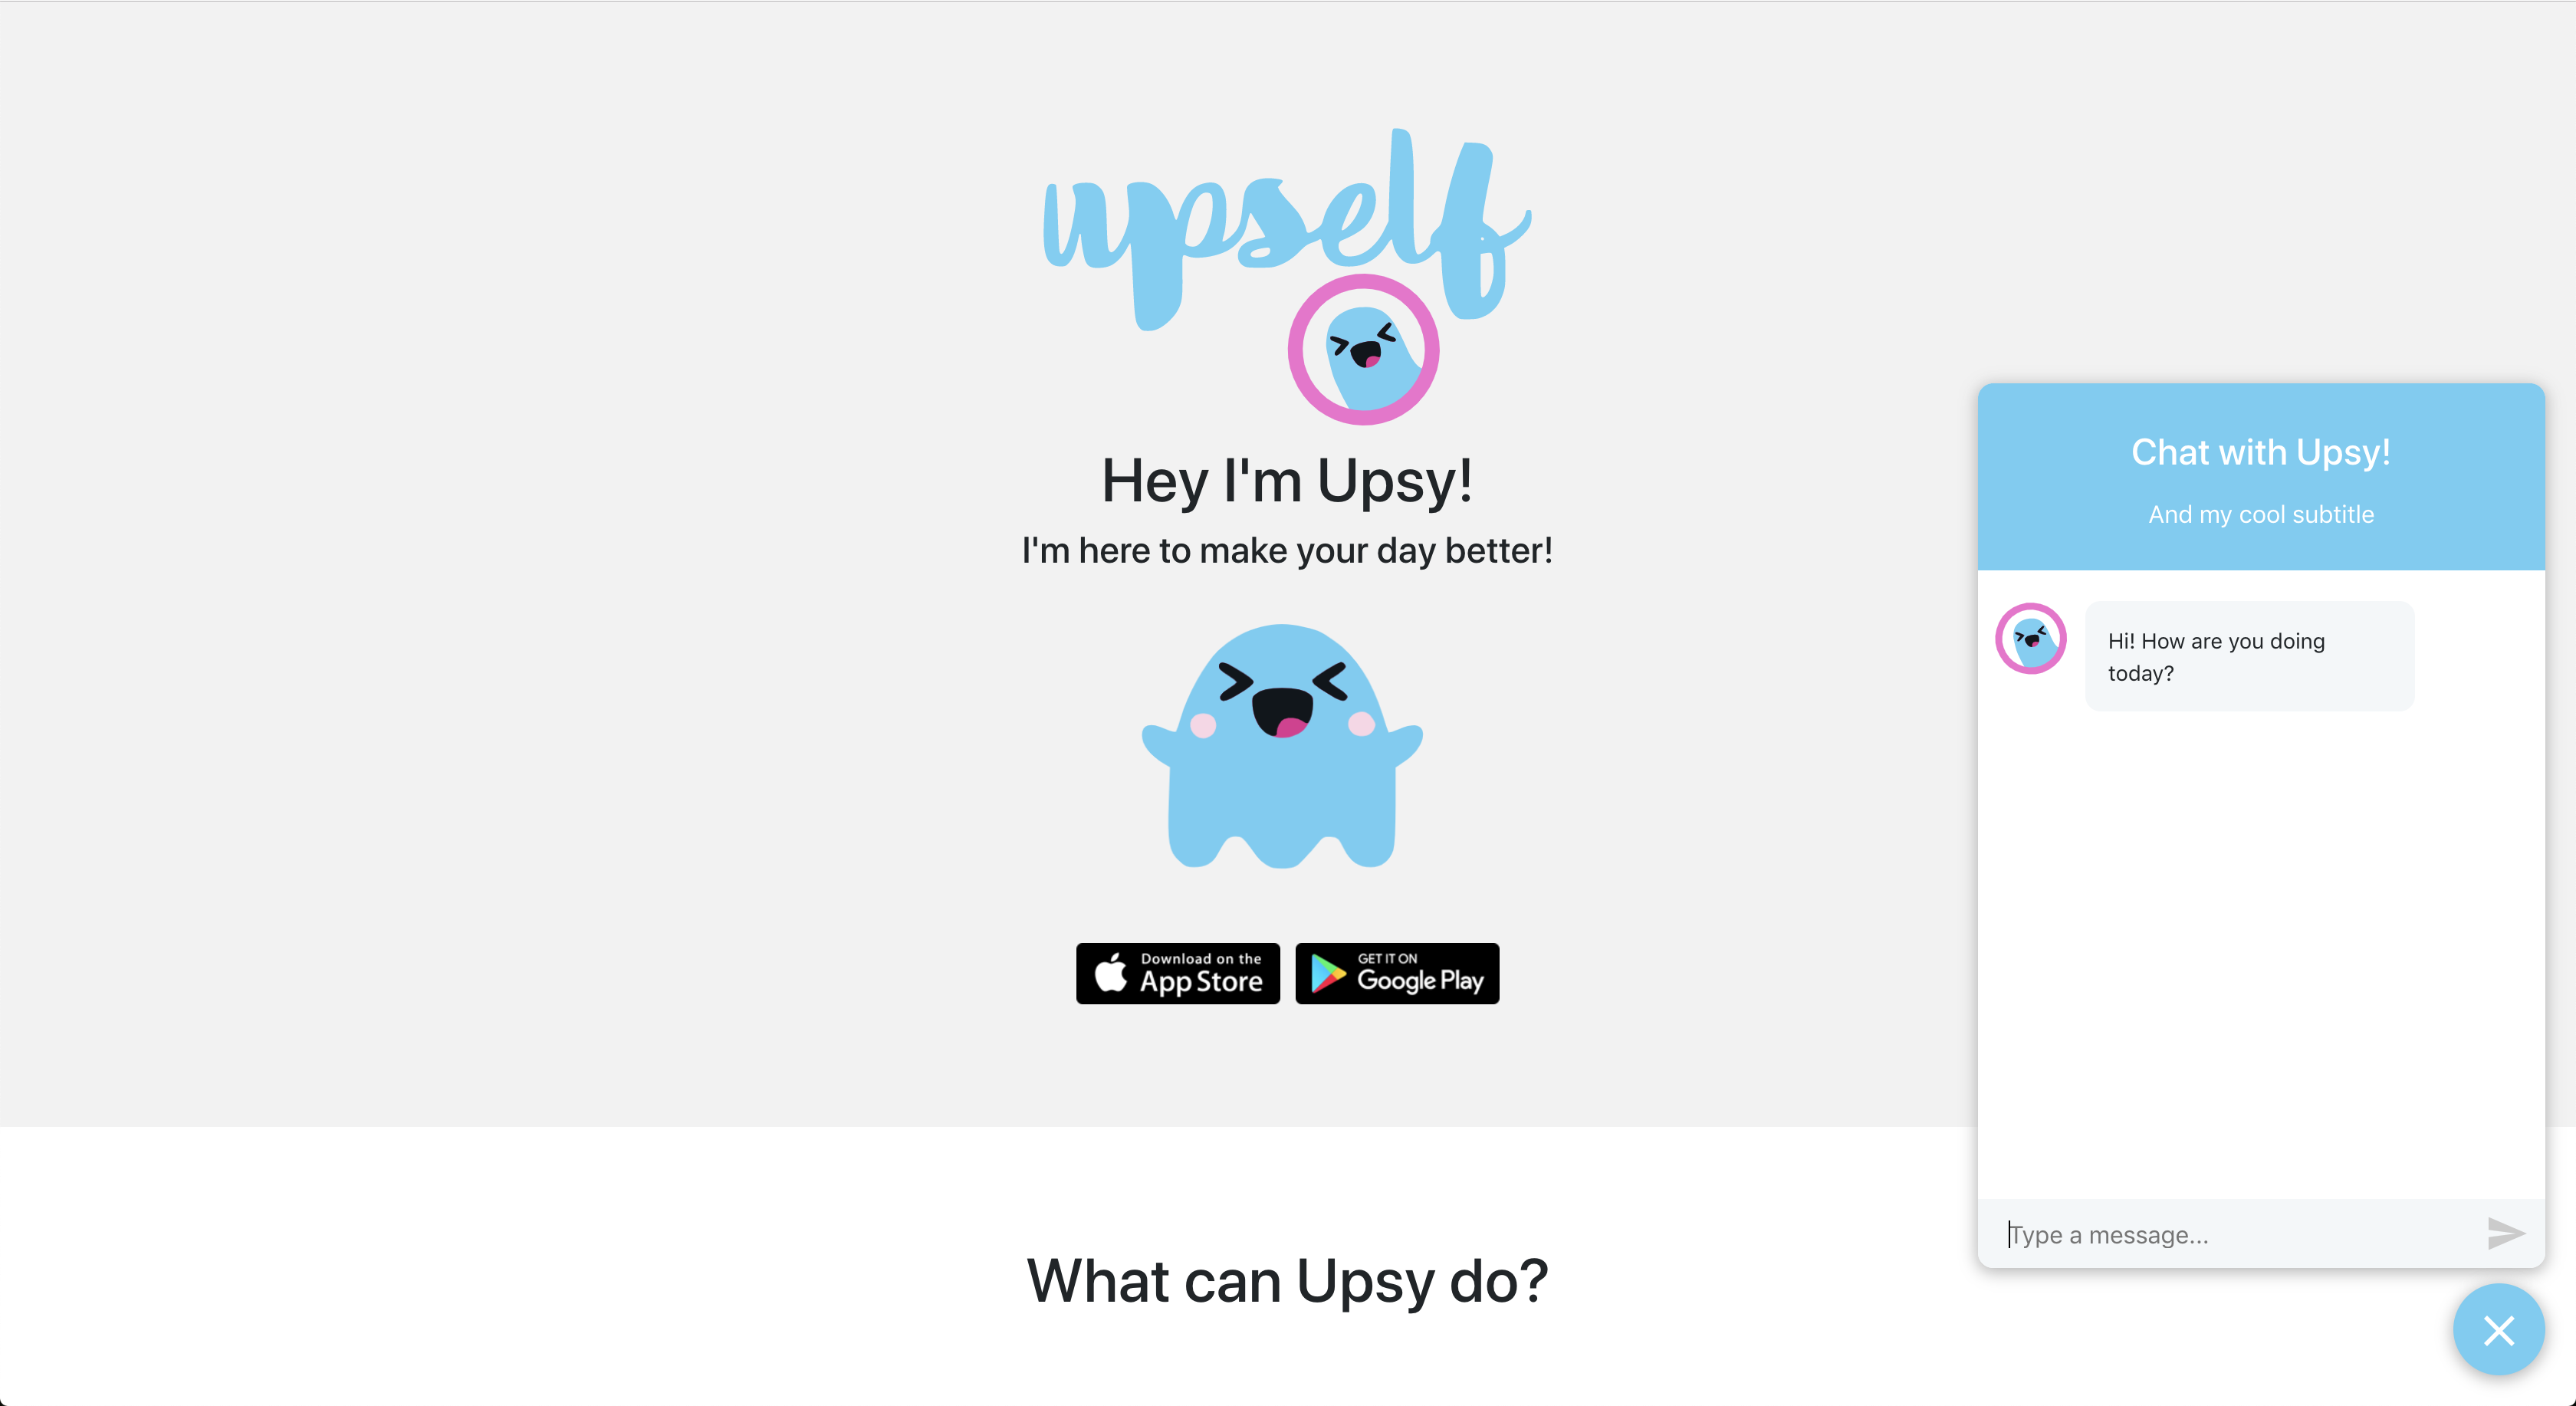 upself
Hey I'm Upsy!
I'm here to make your day better!
Download on the
App Store
GET IT ON
Google Play
What can Upsy do?
Chat with Upsy!
And my cool subtitle
Hi! How are you doing
today?
Type a message...